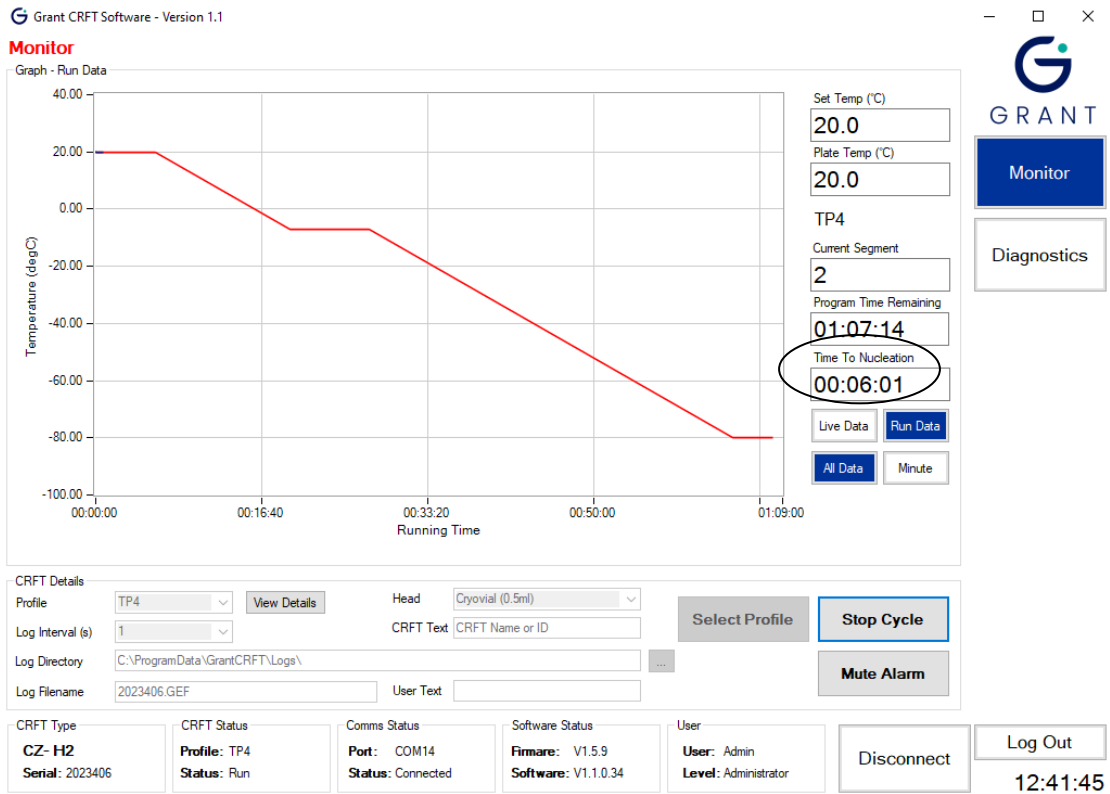 Grant CRFT Software - Version 1.1
Monitor
Graph - Run Data
40.00
20.00
0.00
-20.00
-40.00
-60.00
-80.00
-100.00
Temperature (degC)
00:00:00 00:16:40 00:33:20 00:50:00 01:09:00
Running Time
Set Temp (°C)
20.0
Plate Temp (°C)
20.0
TP4
Current Segment
2
Program Time Remaining
01:07:14
Time To Nucleation
00:06:01
Live Data Run Data
All Data Minute
G
GRANT
Monitor
Diagnostics
CRFT Details
Profile TP4 View Details Head Cryovial (0.5ml)
Log Interval (s) 1 CRFT Text CRFT Name or ID
Log Directory C:\ProgramData\GrantCRFT\Logs\ ...
Log Filename 2023406.GEF User Text
Select Profile Stop Cycle
Mute Alarm
CRFT Type
CZ- H2
Serial: 2023406
CRFT Status
Profile: TP4
Status: Run
Comms Status
Port: COM14
Status: Connected
Software Status
Firmare: V1.5.9
Software: V1.1.0.34
User
User: Admin
Level: Administrator
Disconnect
Log Out
12:41:45